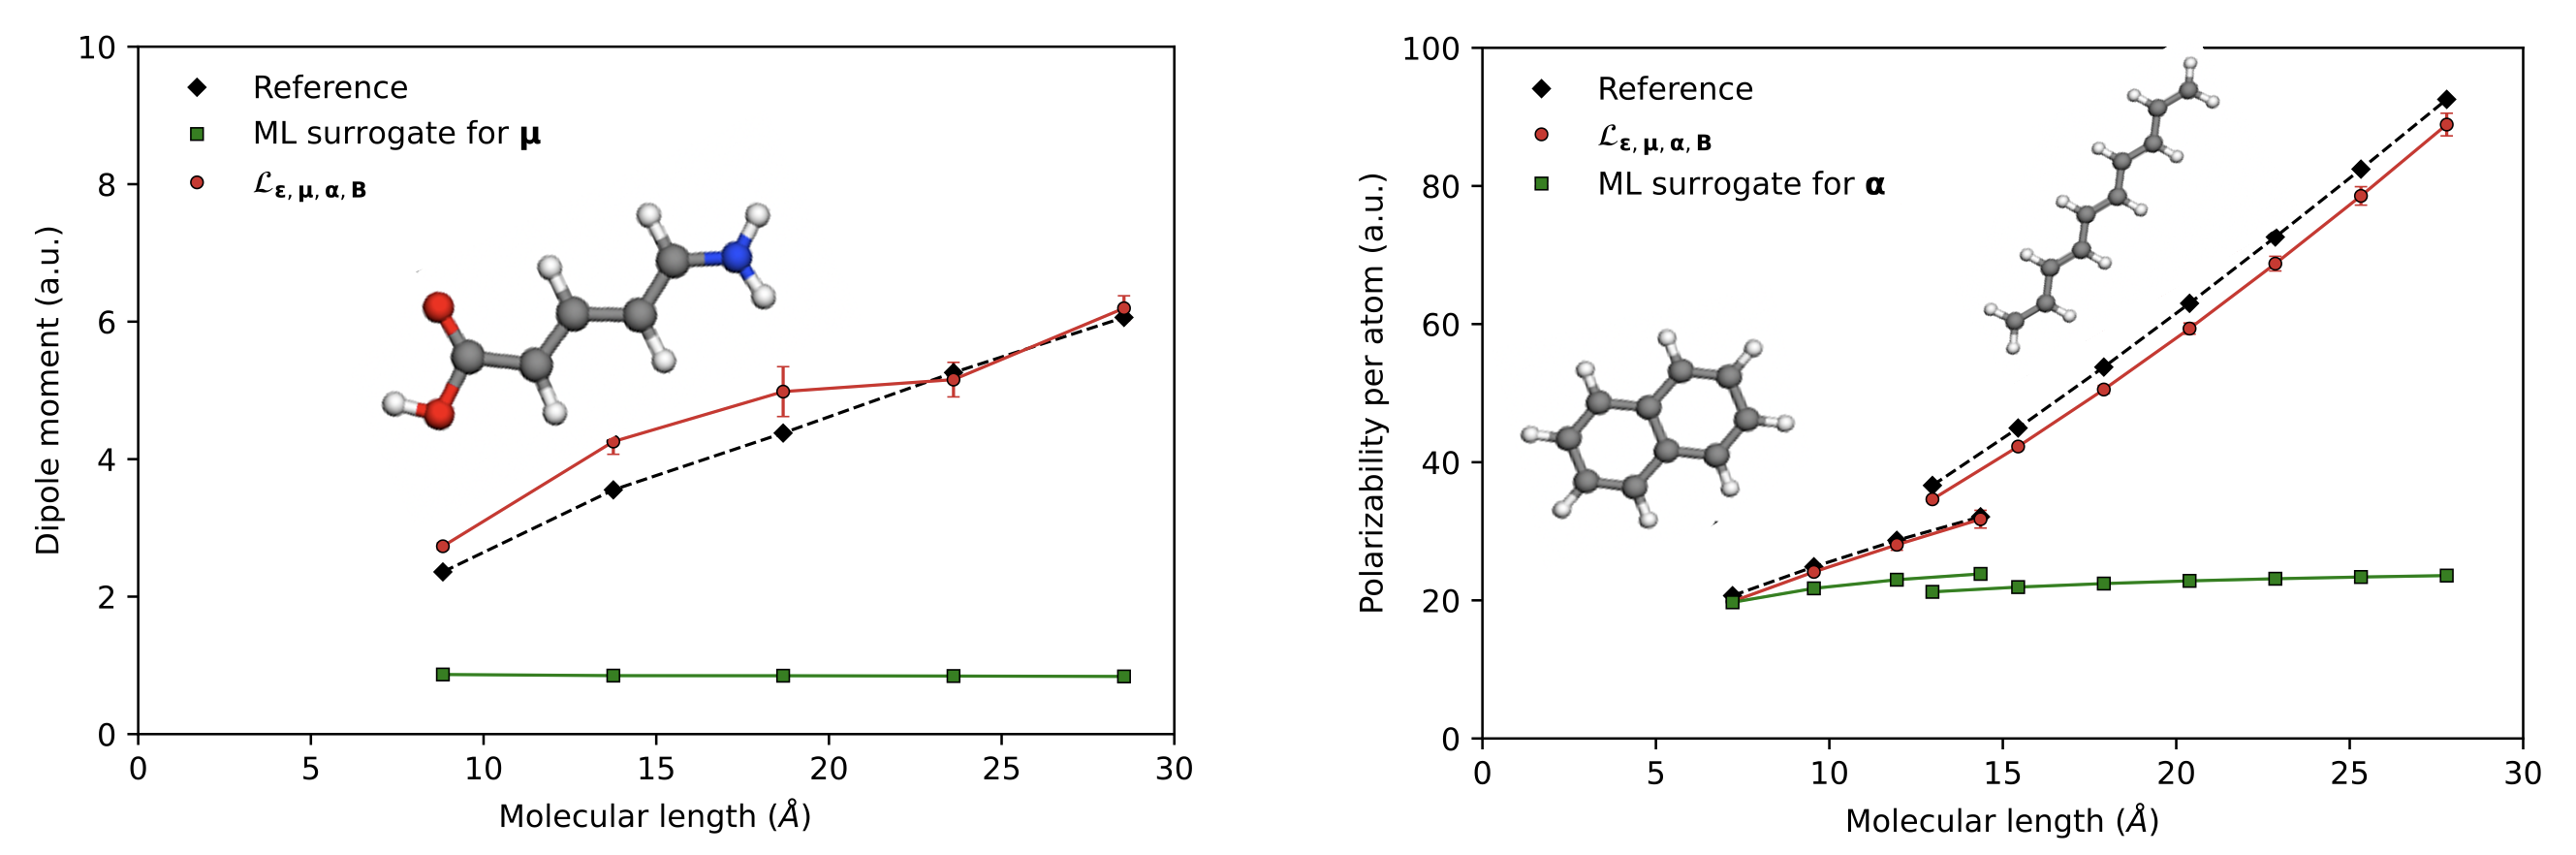 10
8
6
4
2
0
Dipole moment (a.u.)
Reference
ML surrogate for μ
ℒε, μ, α, B
0 5 10 15 20 25 30
Molecular length (Å)
100
80
60
40
20
0
Polarizability per atom (a.u.)
Reference
ℒε, μ, α, B
ML surrogate for α
0 5 10 15 20 25 30
Molecular length (Å)